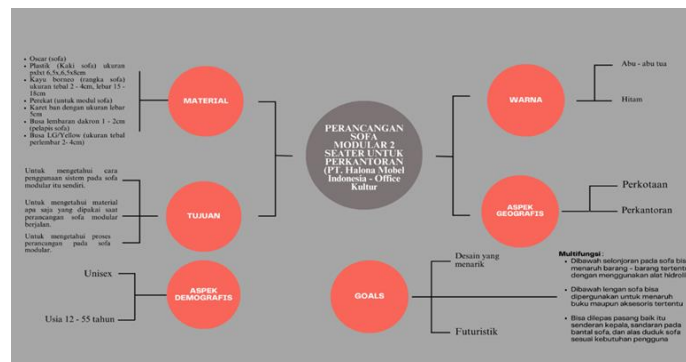 Oscar (sofa)
Plastik (Kaki sofa) ukuran
pxlxt 6,5x,6,5x8cm
Kayu borneo (rangka sofa)
ukuran tebal 2 - 4cm, lebar 15 -
18cm
Perekat (untuk modul sofa)
Karet ban dengan ukuran lebar
5cm
Busa lembaran dakron 1 - 2cm
(pelapis sofa)
Busa LG/Yellow (ukuran tebal
perlembar 2- 4cm)
MATERIAL
Untuk mengetahui cara
penggunaan sistem pada sofa
modular itu sendiri.
Untuk mengetahui material
apa saja yang dipakai saat
perancangan sofa modular
berjalan.
Untuk mengetahui proses
perancangan pada sofa
modular.
TUJUAN
Unisex
Usia 12 - 55 tahun
ASPEK
DEMOGRAFIS
PERANCANGAN
SOFA
MODULAR 2
SEATER UNTUK
PERKANTORAN
(PT. Halona Mobel
Indonesia - Office
Kultur
WARNA
Abu - abu tua
Hitam
ASPEK
GEOGRAFIS
Perkotaan
Perkantoran
GOALS
Desain yang
menarik
Futuristik
Multifungsi :
Dibawah selonjoran pada sofa bis
menaruh barang - barang tertent
dengan menggunakan alat hidroli
Dibawah lengan sofa bisa
dipergunakan untuk menaruh
buku maupun aksesoris tertentu
Bisa dilepas pasang baik itu
senderan kepala, sandaran pada
bantal sofa, dan alas duduk sofa
sesuai kebutuhan pengguna